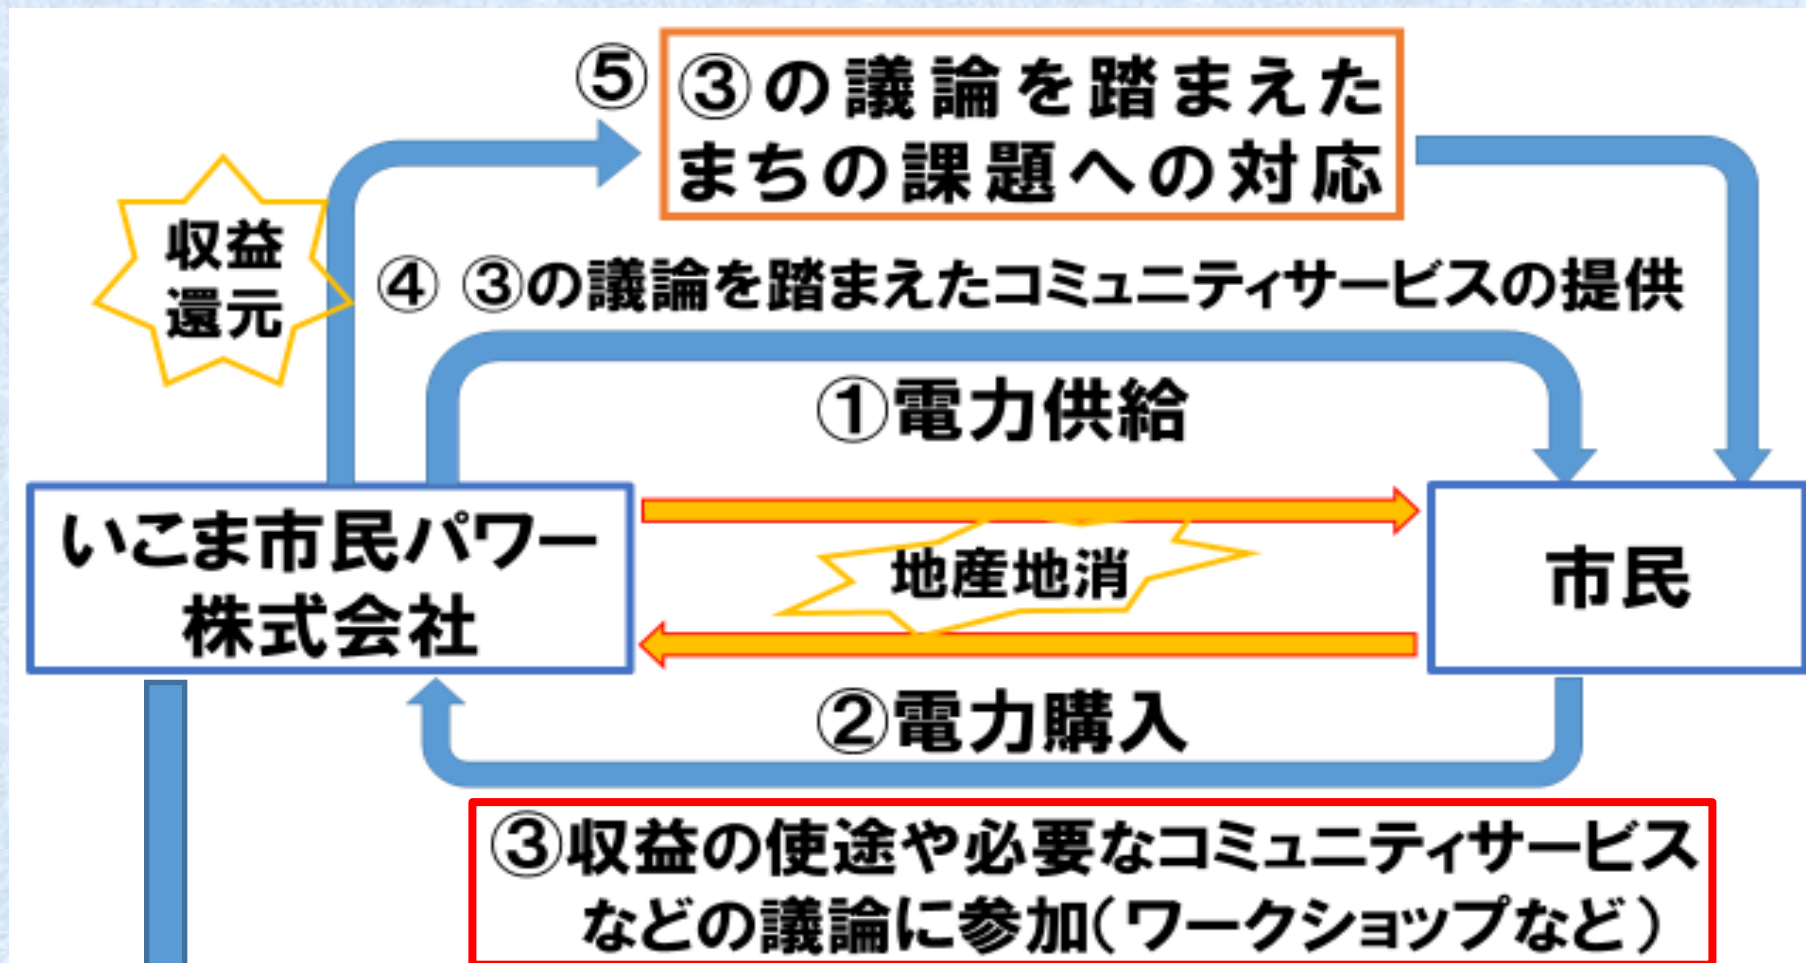 ⑤
③の議論を踏まえた
まちの課題への対応
収益
還元
④ ③の議論を踏まえたコミュニティサービスの提供
①電力供給
いこま市民パワー
株式会社
地産地消
市民
②電力購入
③収益の使途や必要なコミュニティサービス
などの議論に参加(ワークショップなど)